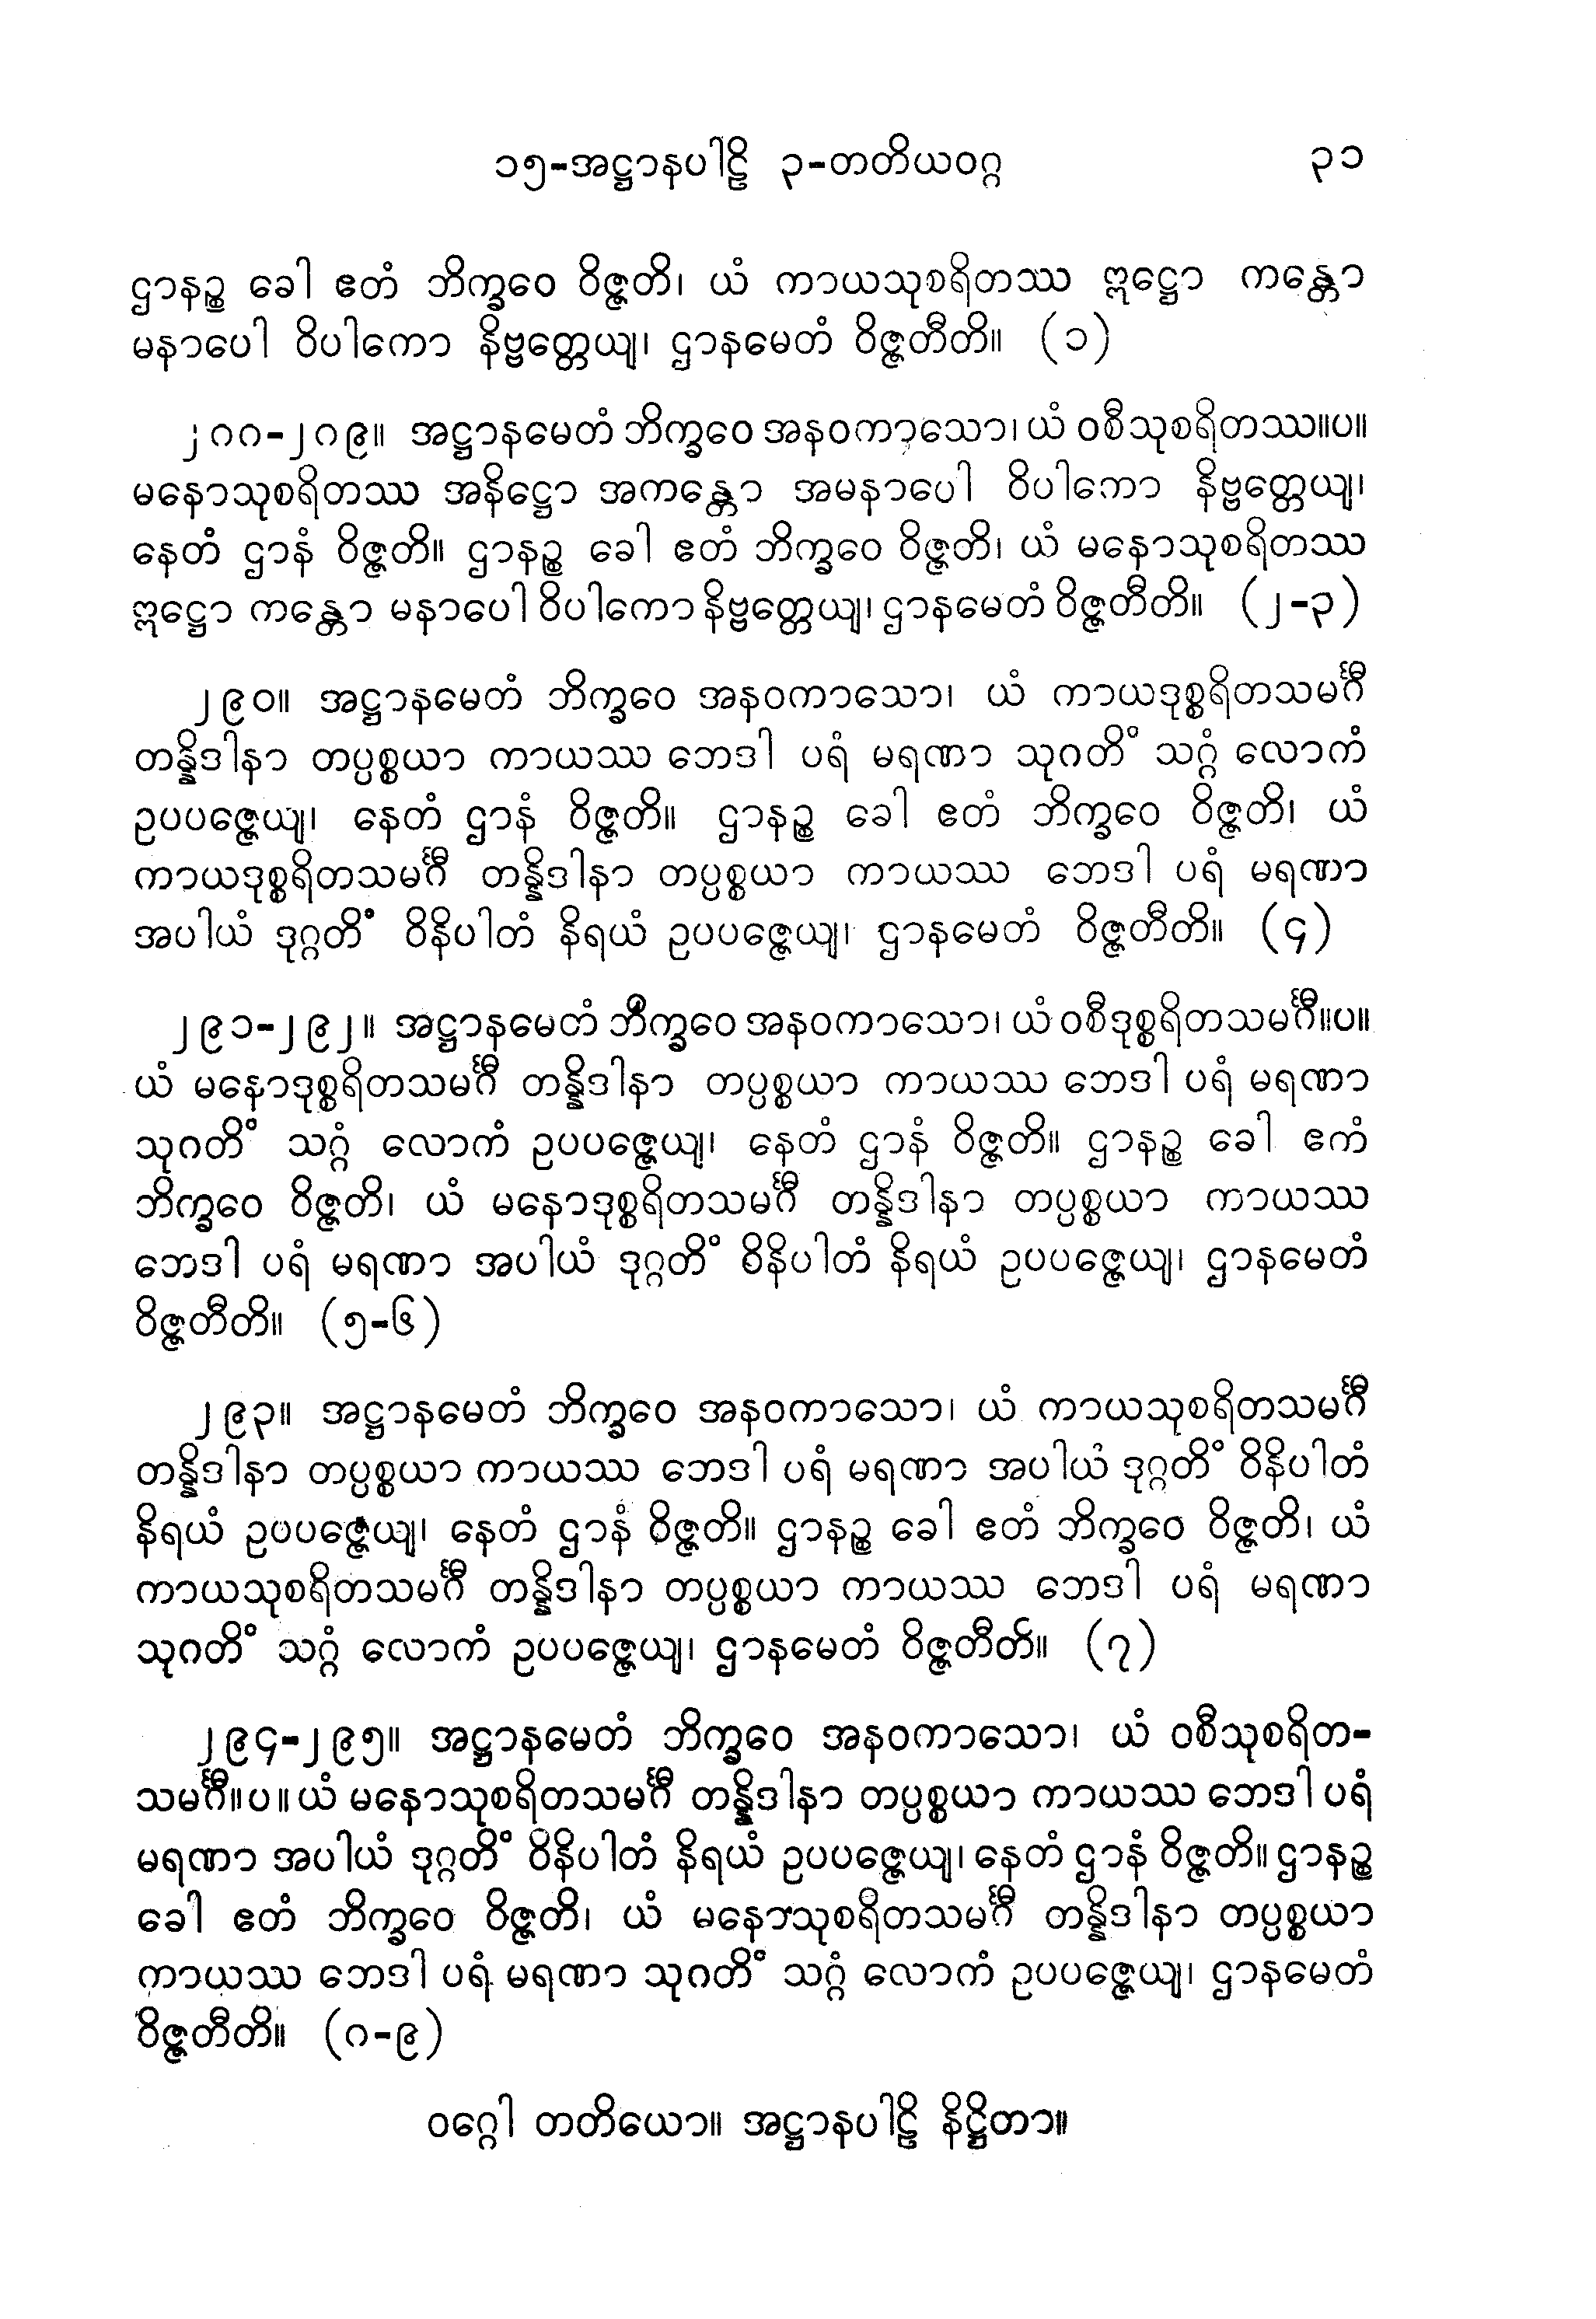 ၁၅-အဋ္ဌာနပါဠိ ၃-တတိယဝဂ္ဂ ၃၁
ဌာနဉ္စ ခေါ ဧတံ ဘိက္ခဝေ ဝိဇ္ဇတိ၊ ယံ ကာယသုစရိတဿ ဣဋ္ဌော ကန္တော
မနာပေါ ဝိပါကော နိဗ္ဗတ္တေယျ၊ ဌာနမေတံ ဝိဇ္ဇတီတိ။ (၁)
၂၈၈-၂၈၉။ အဋ္ဌာနမေတံ ဘိက္ခဝေ အနဝကာသော၊ ယံ ဝစီသုစရိတဿ။ပ။
မနောသုစရိတဿ အနိဋ္ဌော အကန္တော အမနာပေါ ဝိပါကော နိဗ္ဗတ္တေယျ၊
နေတံ ဌာနံ ဝိဇ္ဇတိ။ ဌာနဉ္စ ခေါ ဧတံ ဘိက္ခဝေ ဝိဇ္ဇတိ၊ ယံ မနောသုစရိတဿ
ဣဋ္ဌော ကန္တော မနာပေါ ဝိပါကော နိဗ္ဗတ္တေယျ၊ ဌာနမေတံ ဝိဇ္ဇတီတိ။ (၂-၃)
၂၉၀။ အဋ္ဌာနမေတံ ဘိက္ခဝေ အနဝကာသော၊ ယံ ကာယဒုစ္စရိတသမင်္ဂီ
တန္နိဒါနာ တပ္ပစ္စယာ ကာယဿ ဘေဒါ ပရံ မရဏာ သုဂတိံ သဂ္ဂံ လောကံ
ဥပပဇ္ဇေယျ၊ နေတံ ဌာနံ ဝိဇ္ဇတိ။ ဌာနဉ္စ ခေါ ဧတံ ဘိက္ခဝေ ဝိဇ္ဇတိ၊ ယံ
ကာယဒုစ္စရိတသမင်္ဂီ တန္နိဒါနာ တပ္ပစ္စယာ ကာယဿ ဘေဒါ ပရံ မရဏာ
အပါယံ ဒုဂ္ဂတိံ ဝိနိပါတံ နိရယံ ဥပပဇ္ဇေယျ၊ ဌာနမေတံ ဝိဇ္ဇတီတိ။ (၄)
၂၉၁-၂၉၂။ အဋ္ဌာနမေတံ ဘိက္ခဝေ အနဝကာသော၊ ယံ ဝစီဒုစ္စရိတသမင်္ဂီ။ပ။
ယံ မနောဒုစ္စရိတသမင်္ဂီ တန္နိဒါနာ တပ္ပစ္စယာ ကာယဿ ဘေဒါ ပရံ မရဏာ
သုဂတိံ သဂ္ဂံ လောကံ ဥပပဇ္ဇေယျ၊ နေတံ ဌာနံ ဝိဇ္ဇတိ။ ဌာနဉ္စ ခေါ ဧကံ
ဘိက္ခဝေ ဝိဇ္ဇတိ၊ ယံ မနောဒုစ္စရိတသမင်္ဂီ တန္နိဒါနာ တပ္ပစ္စယာ ကာယဿ
ဘေဒါ ပရံ မရဏာ အပါယံ ဒုဂ္ဂတိံ ဝိနိပါတံ နိရယံ ဥပပဇ္ဇေယျ၊ ဌာနမေတံ
ဝိဇ္ဇတီတိ။ (၅-၆)
၂၉၃။ အဋ္ဌာနမေတံ ဘိက္ခဝေ အနဝကာသော၊ ယံ ကာယသုစရိတသမင်္ဂီ
တန္နိဒါနာ တပ္ပစ္စယာ ကာယဿ ဘေဒါ ပရံ မရဏာ အပါယံ ဒုဂ္ဂတိံ ဝိနိပါတံ
နိရယံ ဥပပဇ္ဇေယျ၊ နေတံ ဌာနံ ဝိဇ္ဇတိ။ ဌာနဉ္စ ခေါ ဧတံ ဘိက္ခဝေ ဝိဇ္ဇတိ၊ ယံ
ကာယသုစရိတသမင်္ဂီ တန္နိဒါနာ တပ္ပစ္စယာ ကာယဿ ဘေဒါ ပရံ မရဏာ
သုဂတိံ သဂ္ဂံ လောကံ ဥပပဇ္ဇေယျ၊ ဌာနမေတံ ဝိဇ္ဇတီတိ။ (၇)
၂၉၄-၂၉၅။ အဋ္ဌာနမေတံ ဘိက္ခဝေ အနဝကာသော၊ ယံ ဝစီသုစရိတ-
သမင်္ဂီ။ပ။ ယံ မနောသုစရိတသမင်္ဂီ တန္နိဒါနာ တပ္ပစ္စယာ ကာယဿ ဘေဒါ ပရံ
မရဏာ အပါယံ ဒုဂ္ဂတိံ ဝိနိပါတံ နိရယံ ဥပပဇ္ဇေယျ၊ နေတံ ဌာနံ ဝိဇ္ဇတိ။ ဌာနဉ္စ
ခေါ ဧတံ ဘိက္ခဝေ ဝိဇ္ဇတိ၊ ယံ မနောသုစရိတသမင်္ဂီ တန္နိဒါနာ တပ္ပစ္စယာ
ကာယဿ ဘေဒါ ပရံ မရဏာ သုဂတိံ သဂ္ဂံ လောကံ ဥပပဇ္ဇေယျ၊ ဌာနမေတံ
ဝိဇ္ဇတီတိ။ (၈-၉)
ဝဂ္ဂေါ တတိယော။ အဋ္ဌာနပါဠိ နိဋ္ဌိတာ။